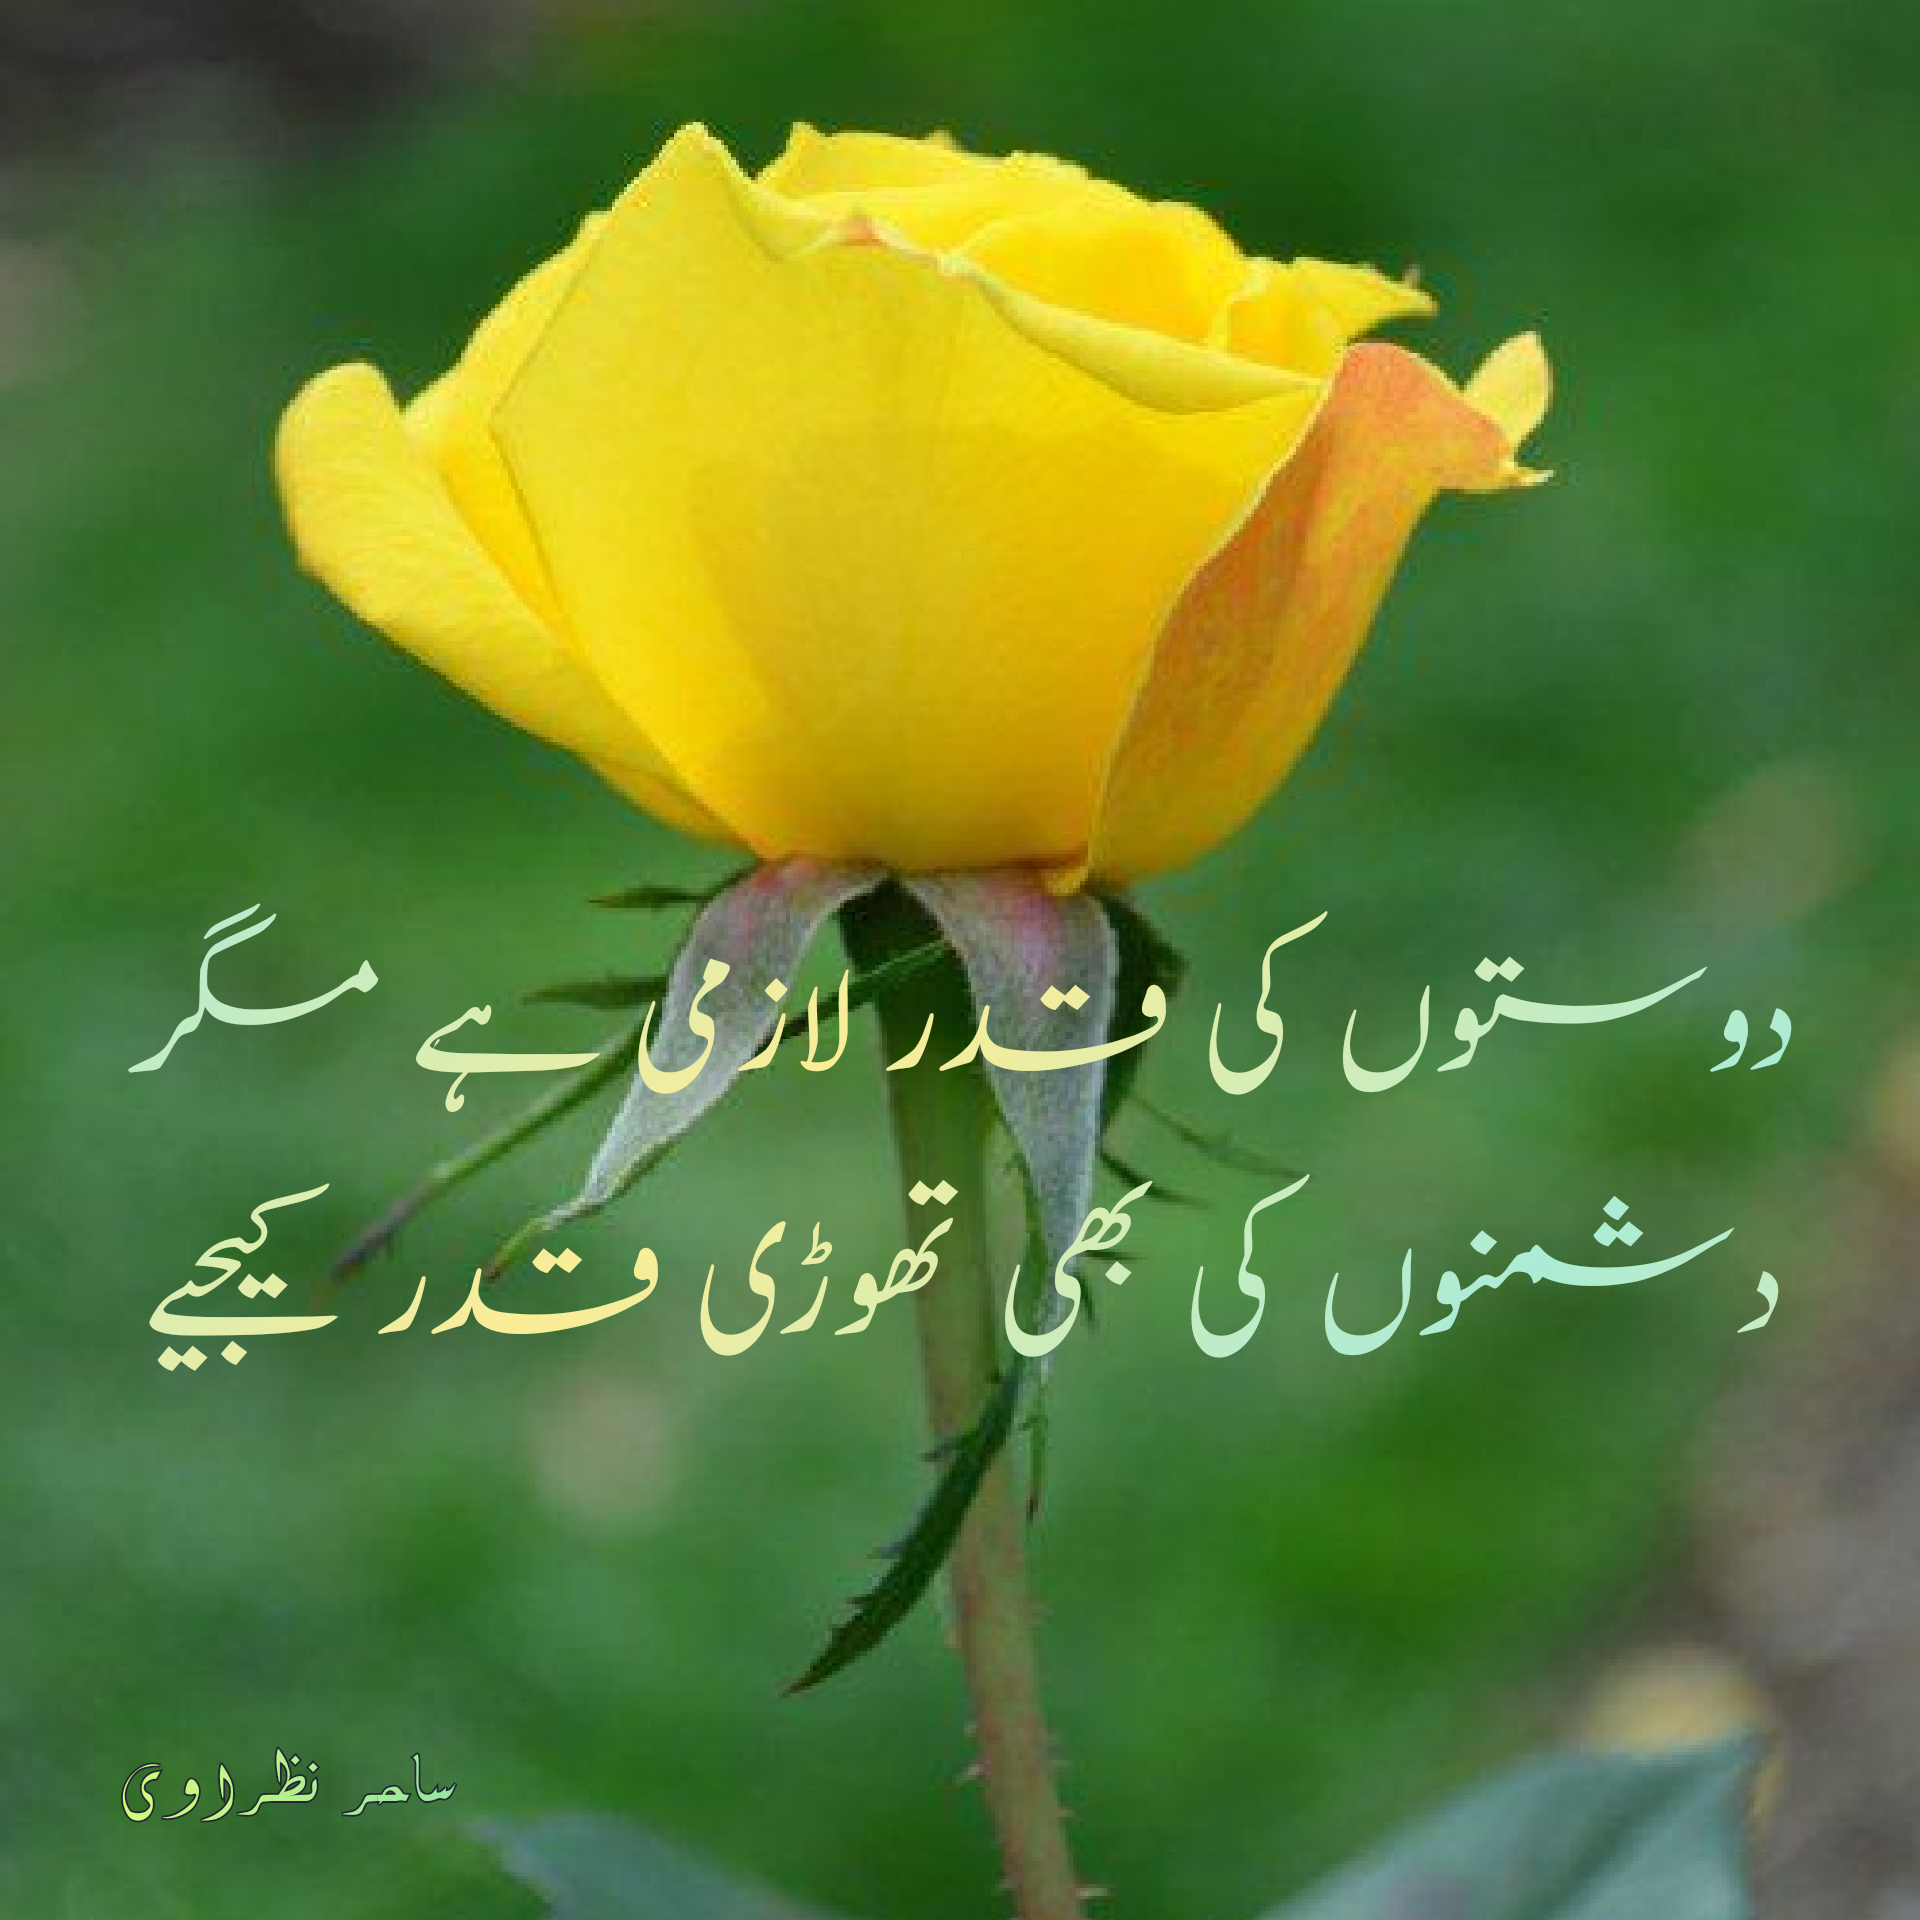 دوستوں کی قدر لازمی ہے مگر
دشمنوں کی بھی تھوڑی قدر کیجیے
ساحر نظراوی